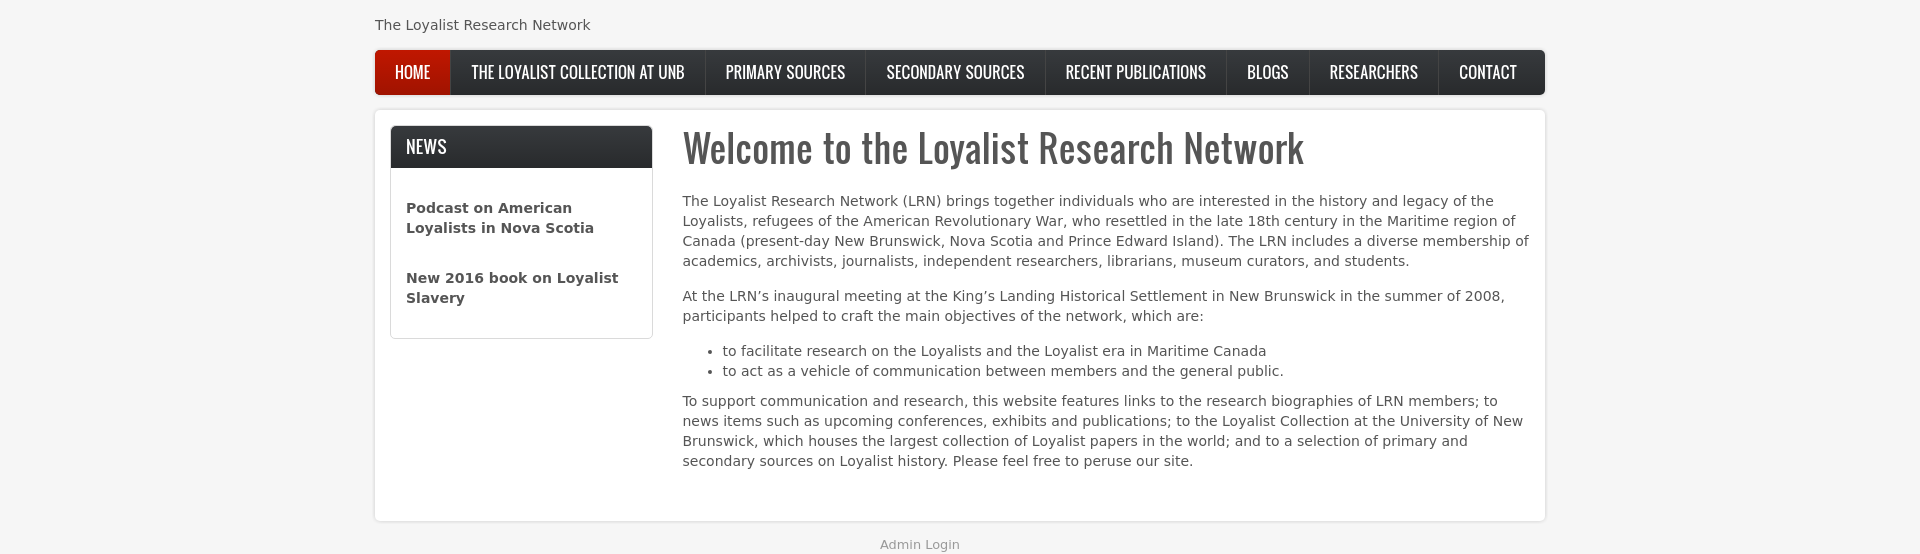 The Loyalist Research Network
HOME
THE LOYALIST COLLECTION AT UNB
PRIMARY SOURCES
SECONDARY SOURCES
RECENT PUBLICATIONS
BLOGS
RESEARCHERS
CONTACT
NEWS
Podcast on American
Loyalists in Nova Scotia
New 2016 book on Loyalist
Slavery
Welcome to the Loyalist Research Network
The Loyalist Research Network (LRN) brings together individuals who are interested in the history and legacy of the
Loyalists, refugees of the American Revolutionary War, who resettled in the late 18th century in the Maritime region of
Canada (present-day New Brunswick, Nova Scotia and Prince Edward Island). The LRN includes a diverse membership of
academics, archivists, journalists, independent researchers, librarians, museum curators, and students.
At the LRN’s inaugural meeting at the King’s Landing Historical Settlement in New Brunswick in the summer of 2008,
participants helped to craft the main objectives of the network, which are:
• to facilitate research on the Loyalists and the Loyalist era in Maritime Canada
• to act as a vehicle of communication between members and the general public.
To support communication and research, this website features links to the research biographies of LRN members; to
news items such as upcoming conferences, exhibits and publications; to the Loyalist Collection at the University of New
Brunswick, which houses the largest collection of Loyalist papers in the world; and to a selection of primary and
secondary sources on Loyalist history. Please feel free to peruse our site.
Admin Login